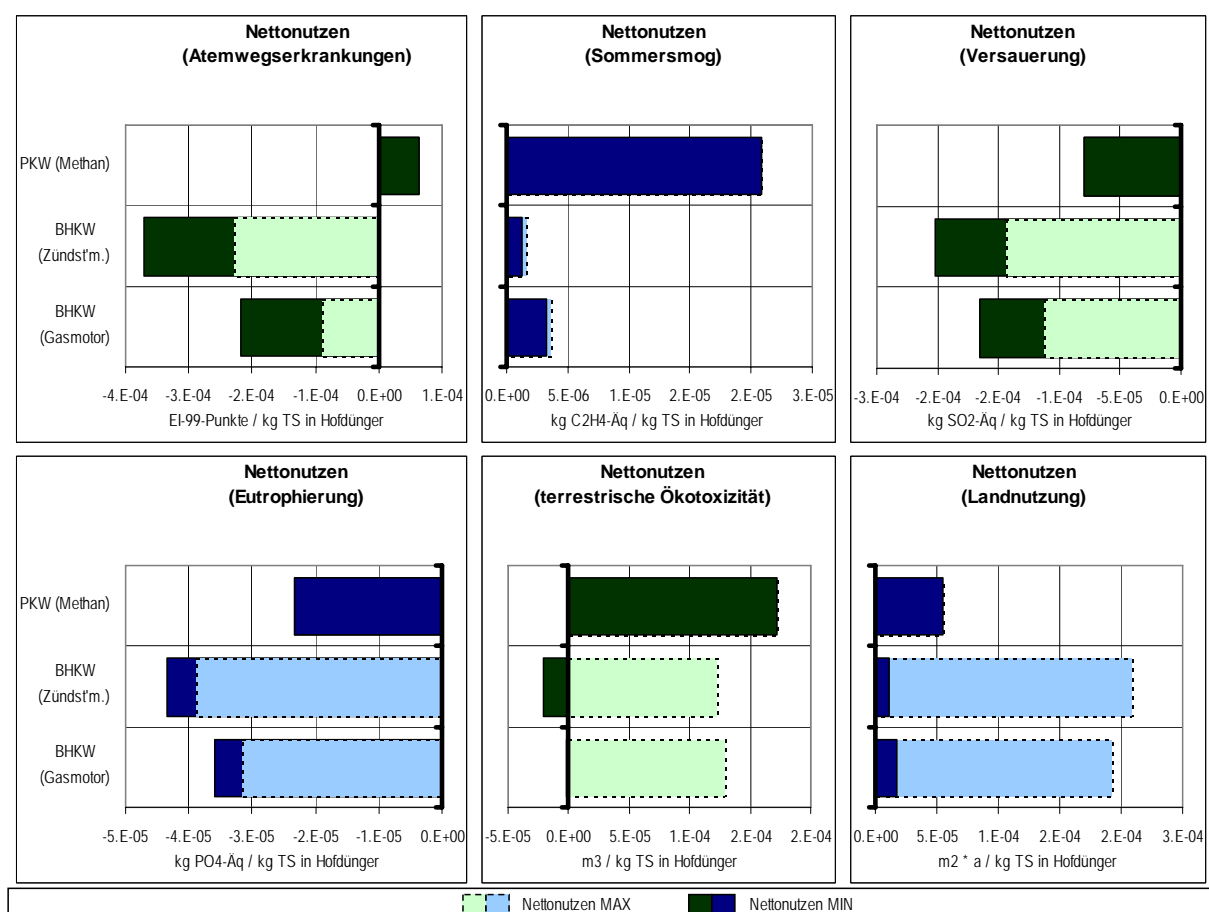 Nettonutzen
(Atemwegserkrankungen)
PKW (Methan)
BHKW
(Zündst'm.)
BHKW
(Gasmotor)
-4.E-04 -3.E-04 -2.E-04 -1.E-04 0.E+00 1.E-04
EI-99-Punkte / kg TS in Hofdünger
Nettonutzen
(Sommersmog)
0.E+00 5.E-06 1.E-05 2.E-05 2.E-05 3.E-05
kg C2H4-Äq / kg TS in Hofdünger
Nettonutzen
(Versauerung)
-3.E-04 -2.E-04 -2.E-04 -1.E-04 -5.E-05 0.E+00
kg SO2-Äq / kg TS in Hofdünger
Nettonutzen
(Eutrophierung)
PKW (Methan)
BHKW
(Zündst'm.)
BHKW
(Gasmotor)
-5.E-05 -4.E-05 -3.E-05 -2.E-05 -1.E-05 0.E+00
kg PO4-Äq / kg TS in Hofdünger
Nettonutzen
(terrestrische Ökotoxizität)
-5.E-05 0.E+00 5.E-05 1.E-04 2.E-04 2.E-04
m3 / kg TS in Hofdünger
Nettonutzen
(Landnutzung)
0.E+00 5.E-05 1.E-04 2.E-04 2.E-04 3.E-04
m2 * a / kg TS in Hofdünger
Nettonutzen MAX Nettonutzen MIN